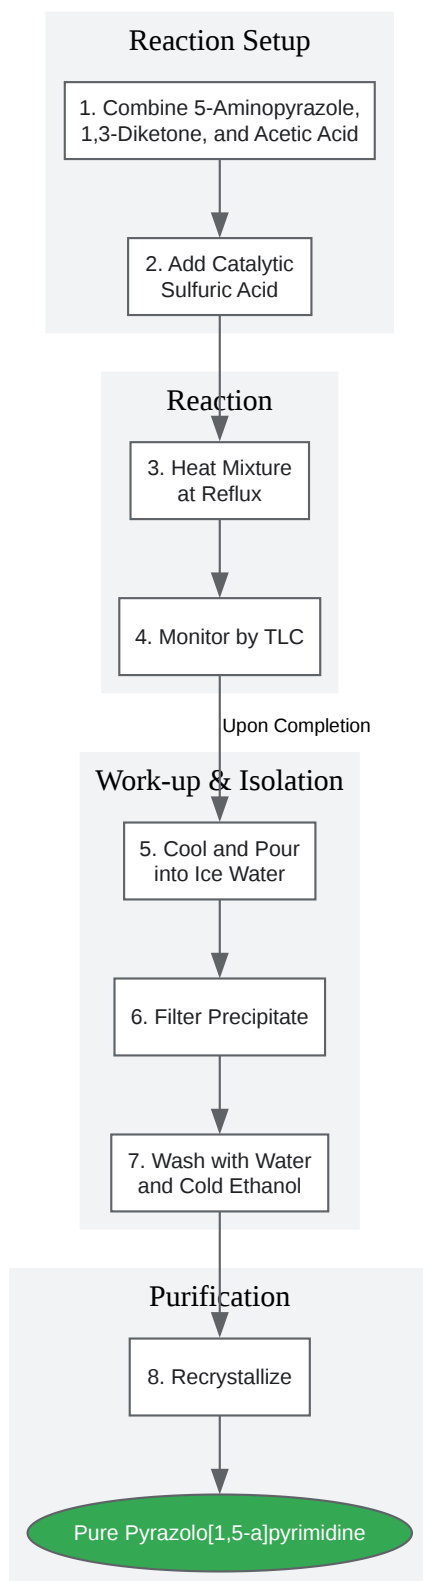 Reaction Setup
1. Combine 5-Aminopyrazole,
1,3-Diketone, and Acetic Acid
2. Add Catalytic
Sulfuric Acid
Reaction
3. Heat Mixture
at Reflux
4. Monitor by TLC
Upon Completion
Work-up & Isolation
5. Cool and Pour
into Ice Water
6. Filter Precipitate
7. Wash with Water
and Cold Ethanol
Purification
8. Recrystallize
Pure Pyrazolo[1,5-a]pyrimidine